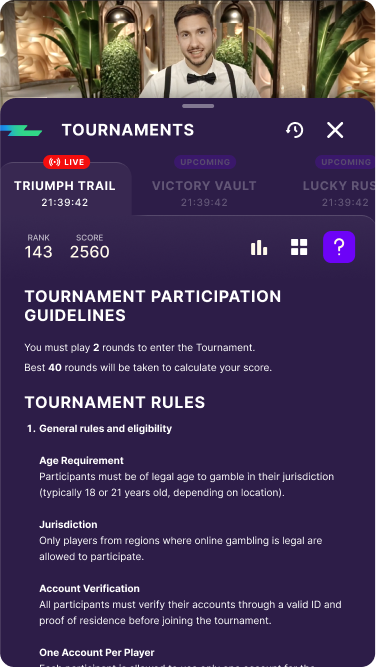 TOURNAMENTS
LIVE
UPCOMING
UPCOMING
TRIUMPH TRAIL
VICTORY VAULT
LUCKY RUS
21:39:42
21:39:42
21:39:42
RANK
SCORE
143
2560
?
TOURNAMENT PARTICIPATION
GUIDELINES
You must play 2 rounds to enter the Tournament.
Best 40 rounds will be taken to calculate your score.
TOURNAMENT RULES
1. General rules and eligibility
Age Requirement
Participants must be of legal age to gamble in their jurisdiction
(typically 18 or 21 years old, depending on location).
Jurisdiction
Only players from regions where online gambling is legal are
allowed to participate.
Account Verification
All participants must verify their accounts through a valid ID and
proof of residence before joining the tournament.
One Account Per Player